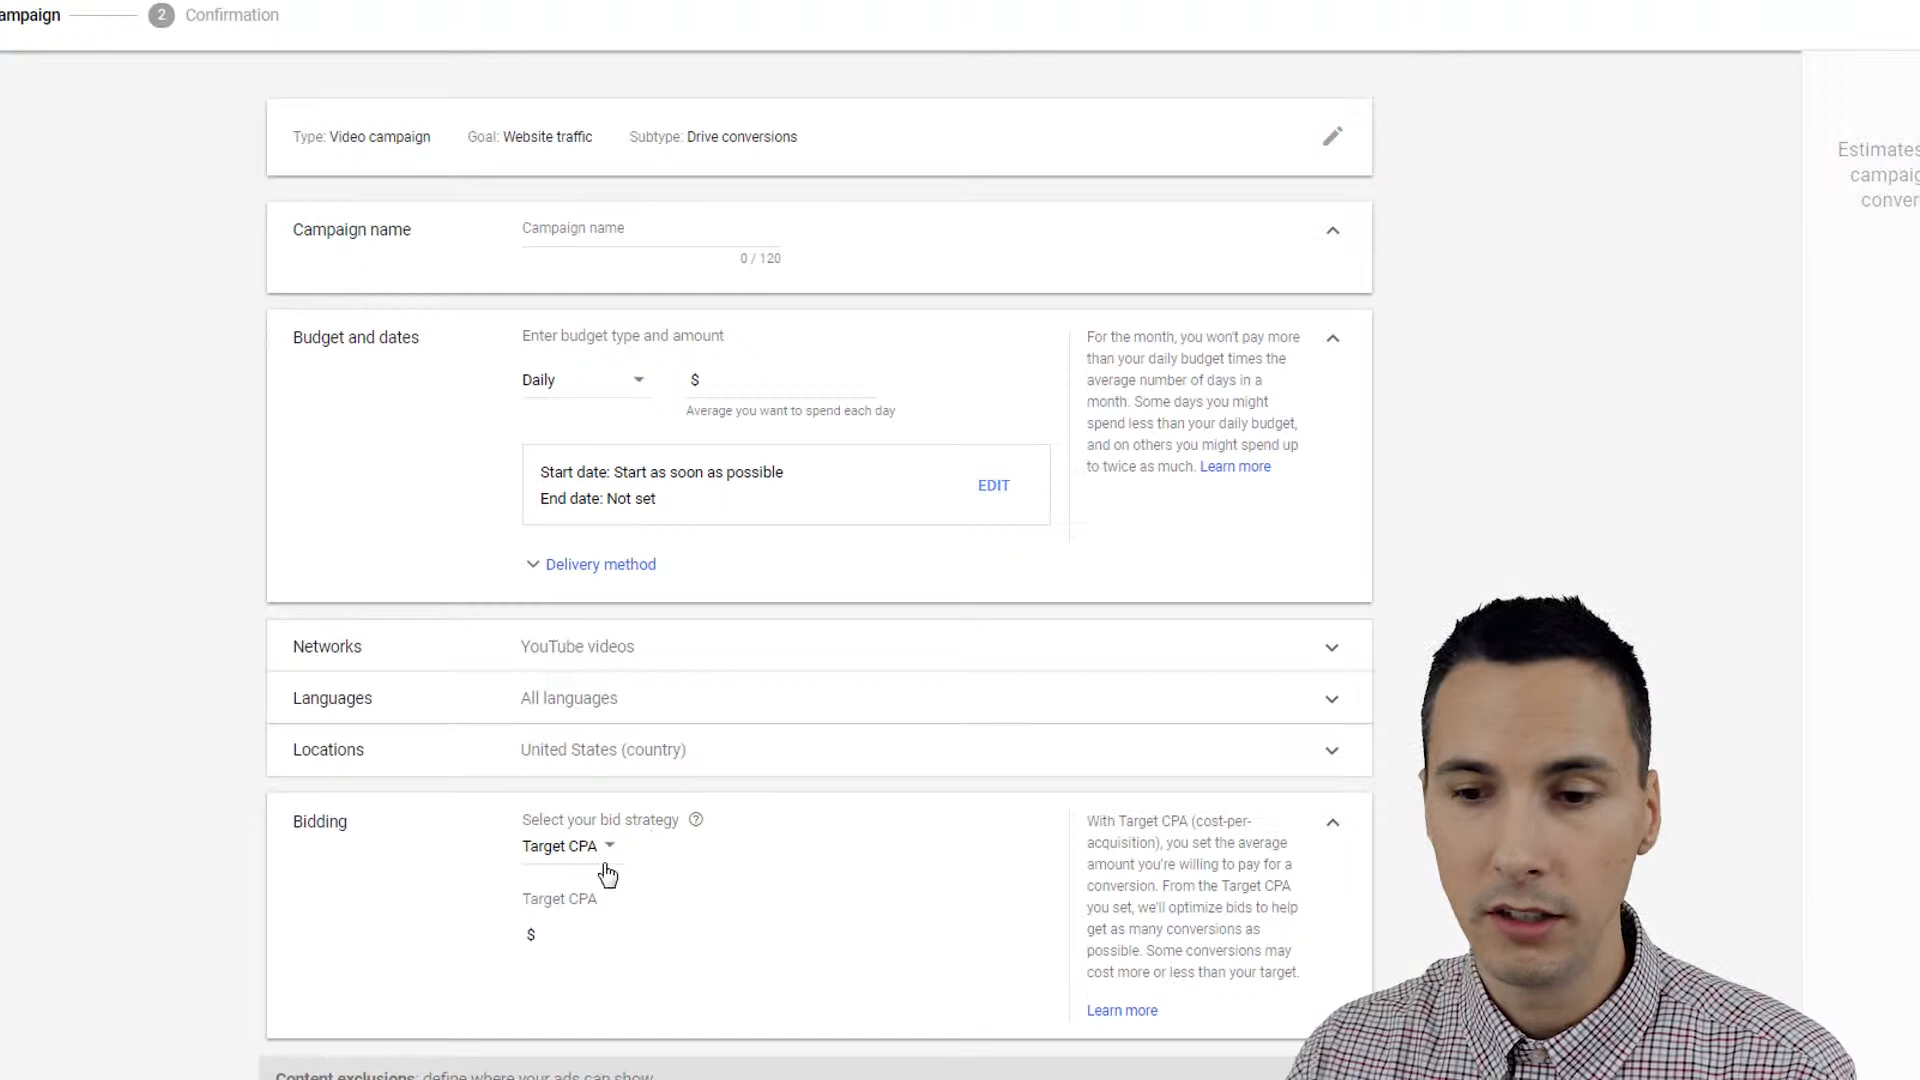 ampaign
2
Confirmation
Type: Video campaign Goal: Website traffic Subtype: Drive conversions
Estimates
campaig
conver
Campaign name
Campaign name
0 / 120
Budget and dates
Enter budget type and amount
Daily
$
Average you want to spend each day
Start date: Start as soon as possible
End date: Not set
EDIT
Delivery method
For the month, you won't pay more
than your daily budget times the
average number of days in a
month. Some days you might
spend less than your daily budget,
and on others you might spend up
to twice as much. Learn more
Networks
YouTube videos
Languages
All languages
Locations
United States (country)
Bidding
Select your bid strategy ?
Target CPA
Target CPA
$
With Target CPA (cost-per-
acquisition), you set the average
amount you're willing to pay for a
conversion. From the Target CPA
you set, we'll optimize bids to help
get as many conversions as
possible. Some conversions may
cost more or less than your target.
Learn more
Content exclusions: define where your ads can show